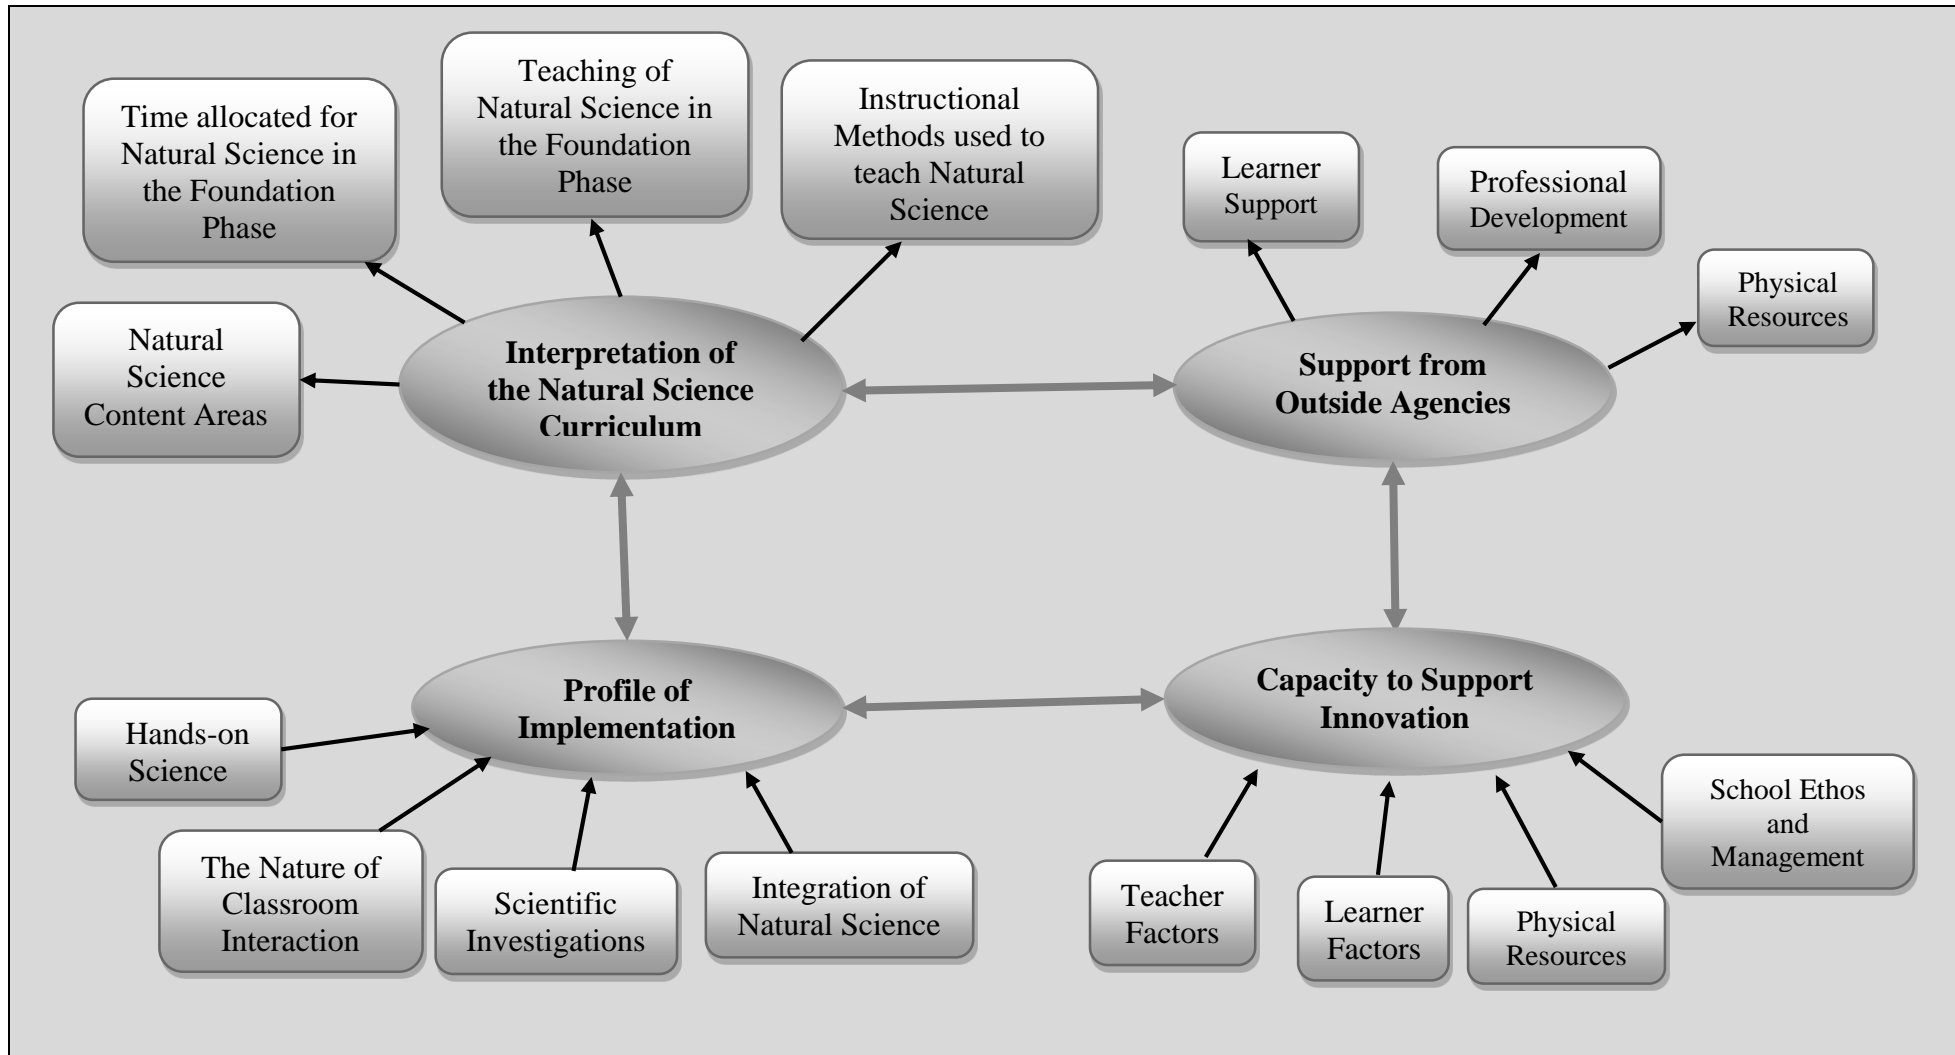 Time allocated for
Natural Science in
the Foundation
Phase
Teaching of
Natural Science in
the Foundation
Phase
Instructional
Methods used to
teach Natural
Science
Learner
Support
Professional
Development
Physical
Resources
Natural
Science
Content Areas
Interpretation of
the Natural Science
Curriculum
Support from
Outside Agencies
Profile of
Implementation
Capacity to Support
Innovation
Hands-on
Science
The Nature of
Classroom
Interaction
Scientific
Investigations
Integration of
Natural Science
Teacher
Factors
Learner
Factors
Physical
Resources
School Ethos
and
Management